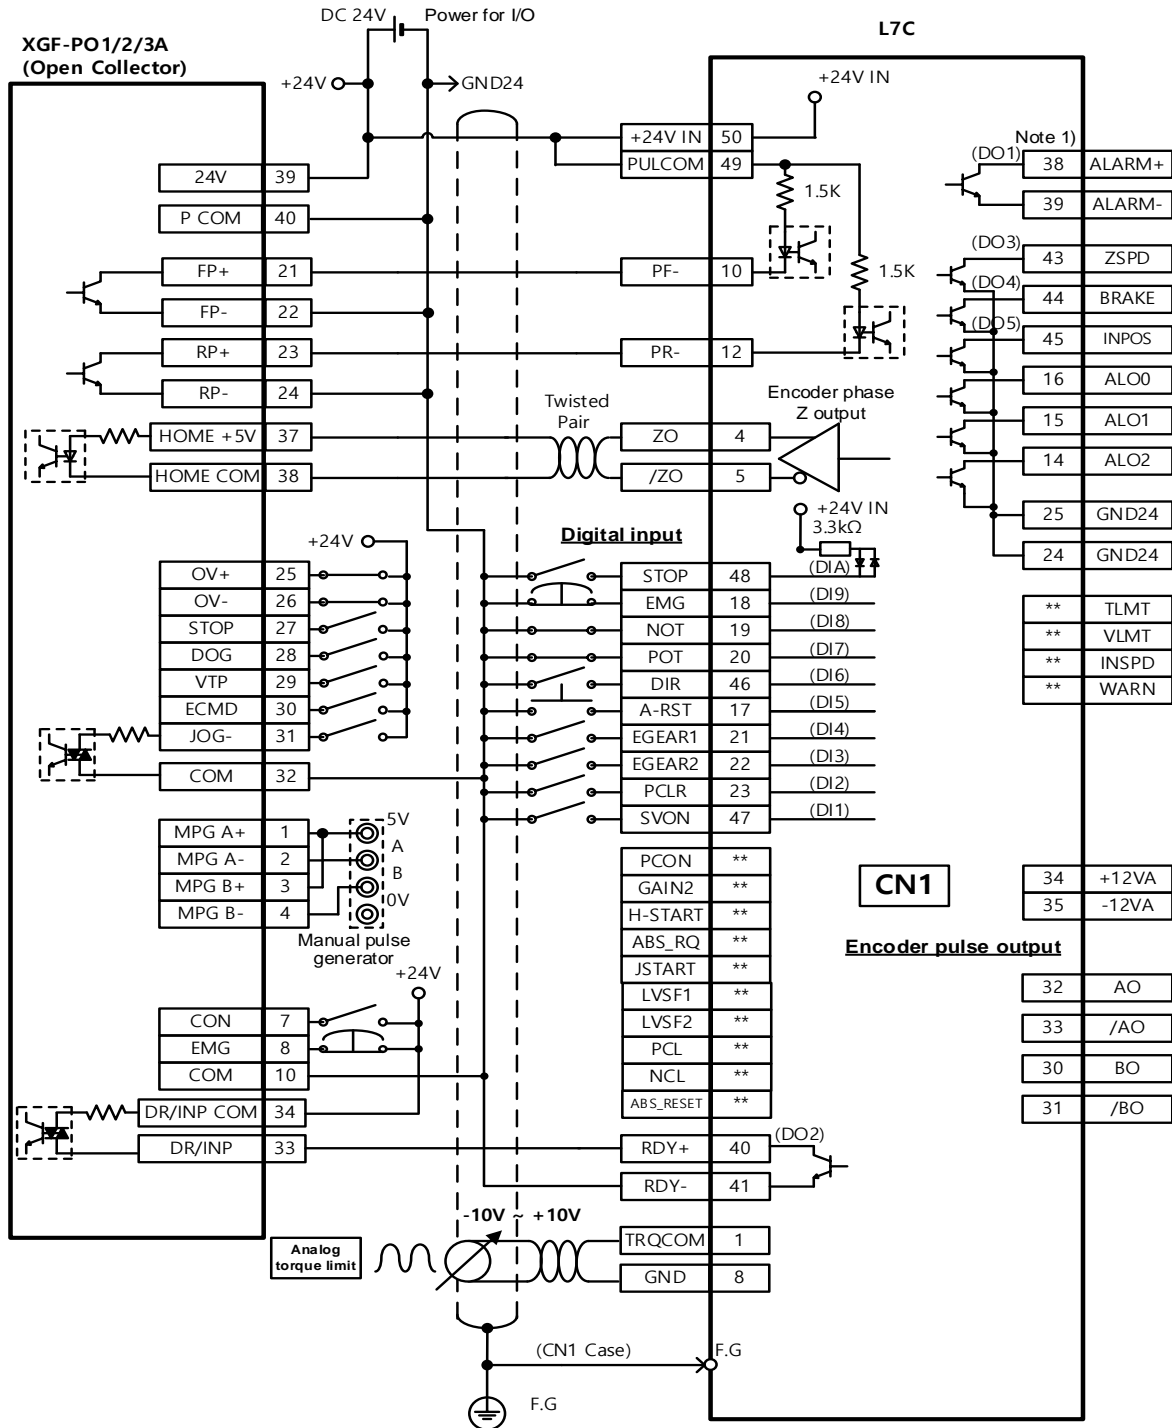 DC 24V
Power for I/O
XGF-PO1/2/3A
(Open Collector)
L7C
+24V
GND24
+24V IN
+24V IN 50
PULCOM 49
Note 1)
(DO1)
38 ALARM+
39 ALARM-
24V 39
P COM 40
1.5K
(DO3)
43 ZSPD
FP+ 21
PF- 10
1.5K
(DO4)
44 BRAKE
FP- 22
(DO5)
45 INPOS
RP+ 23
PR- 12
16 ALO0
RP- 24
Twisted
Pair
Encoder phase
Z output
15 ALO1
HOME +5V 37
ZO 4
14 ALO2
HOME COM 38
/ZO 5
25 GND24
+24V IN
3.3kΩ
24 GND24
+24V
Digital input
OV+ 25
STOP 48 (DIA)
OV- 26
EMG 18 (DI9)
** TLMT
STOP 27
NOT 19 (DI8)
** VLMT
DOG 28
POT 20 (DI7)
** INSPD
VTP 29
DIR 46 (DI6)
** WARN
ECMD 30
A-RST 17 (DI5)
JOG- 31
EGEAR1 21 (DI4)
COM 32
EGEAR2 22 (DI3)
PCLR 23 (DI2)
SVON 47 (DI1)
MPG A+ 1
5V
MPG A- 2
A
MPG B+ 3
B
MPG B- 4
0V
Manual pulse
generator
PCON **
GAIN2 **
H-START **
ABS_RQ **
JSTART **
LVSF1 **
LVSF2 **
PCL **
NCL **
ABS_RESET **
CN1
34 +12VA
35 -12VA
Encoder pulse output
+24V
32 AO
33 /AO
30 BO
31 /BO
CON 7
EMG 8
COM 10
DR/INP COM 34
DR/INP 33
RDY+ 40
(DO2)
RDY- 41
-10V ~ +10V
Analog
torque limit
TRQCOM 1
GND 8
(CN1 Case)
F.G
F.G